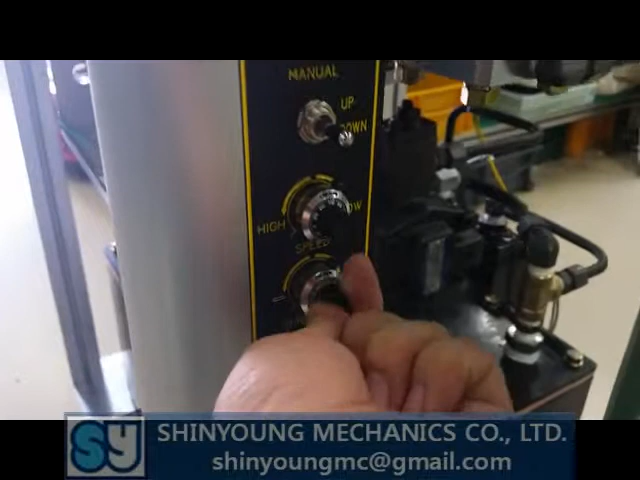 MANUAL
UP
DOWN
HIGH
LOW
SPEED
SY
SHINYOUNG MECHANICS CO., LTD.
shinyoungmc@gmail.com